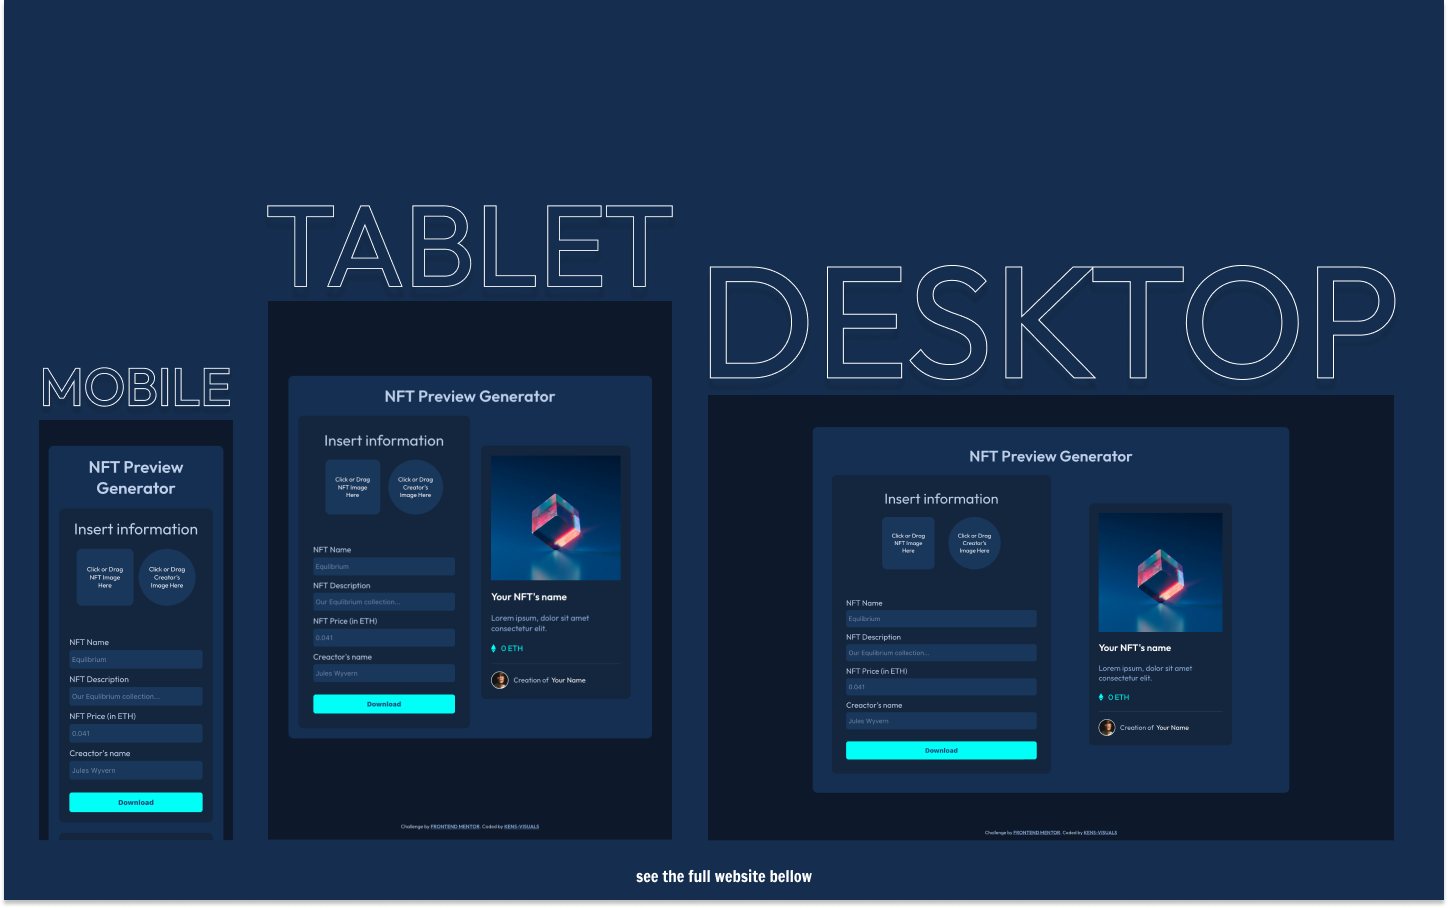 MOBILE
NFT Preview
Generator
Insert information
Click or Drag
NFT Image
Here
Click or Drag
Creator's
Image Here
NFT Name
Equlibrium
NFT Description
Our Equlibrium collection...
NFT Price (in ETH)
0.041
Creactor's name
Jules Wyvern
Download
TABLET
NFT Preview Generator
Insert information
Click or Drag
NFT Image
Here
Click or Drag
Creator's
Image Here
NFT Name
Equlibrium
NFT Description
Our Equlibrium collection...
NFT Price (in ETH)
0.041
Creactor's name
Jules Wyvern
Download
Your NFT's name
Lorem ipsum, dolor sit amet
consectetur elit.
0 ETH
Creation of Your Name
Challenge by FRONTEND MENTOR. Coded by KENS-VISUALS
DESKTOP
NFT Preview Generator
Insert information
Click or Drag
NFT Image
Here
Click or Drag
Creator's
Image Here
NFT Name
Equlibrium
NFT Description
Our Equlibrium collection...
NFT Price (in ETH)
0.041
Creactor's name
Jules Wyvern
Download
Your NFT's name
Lorem ipsum, dolor sit amet
consectetur elit.
0 ETH
Creation of Your Name
Challenge by FRONTEND MENTOR. Coded by KENS-VISUALS
see the full website bellow